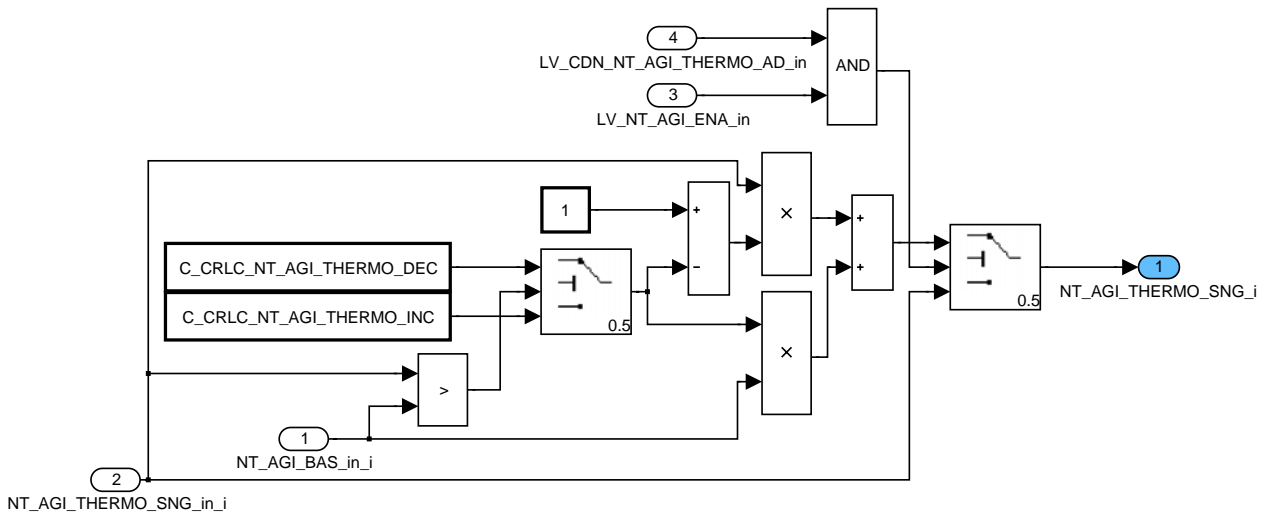 4
LV_CDN_NT_AGI_THERMO_AD_in
AND
3
LV_NT_AGI_ENA_in
1
+
−
×
+
+
C_CRLC_NT_AGI_THERMO_DEC
C_CRLC_NT_AGI_THERMO_INC
0.5
×
0.5
1
NT_AGI_THERMO_SNG_i
>
1
NT_AGI_BAS_in_i
2
NT_AGI_THERMO_SNG_in_i